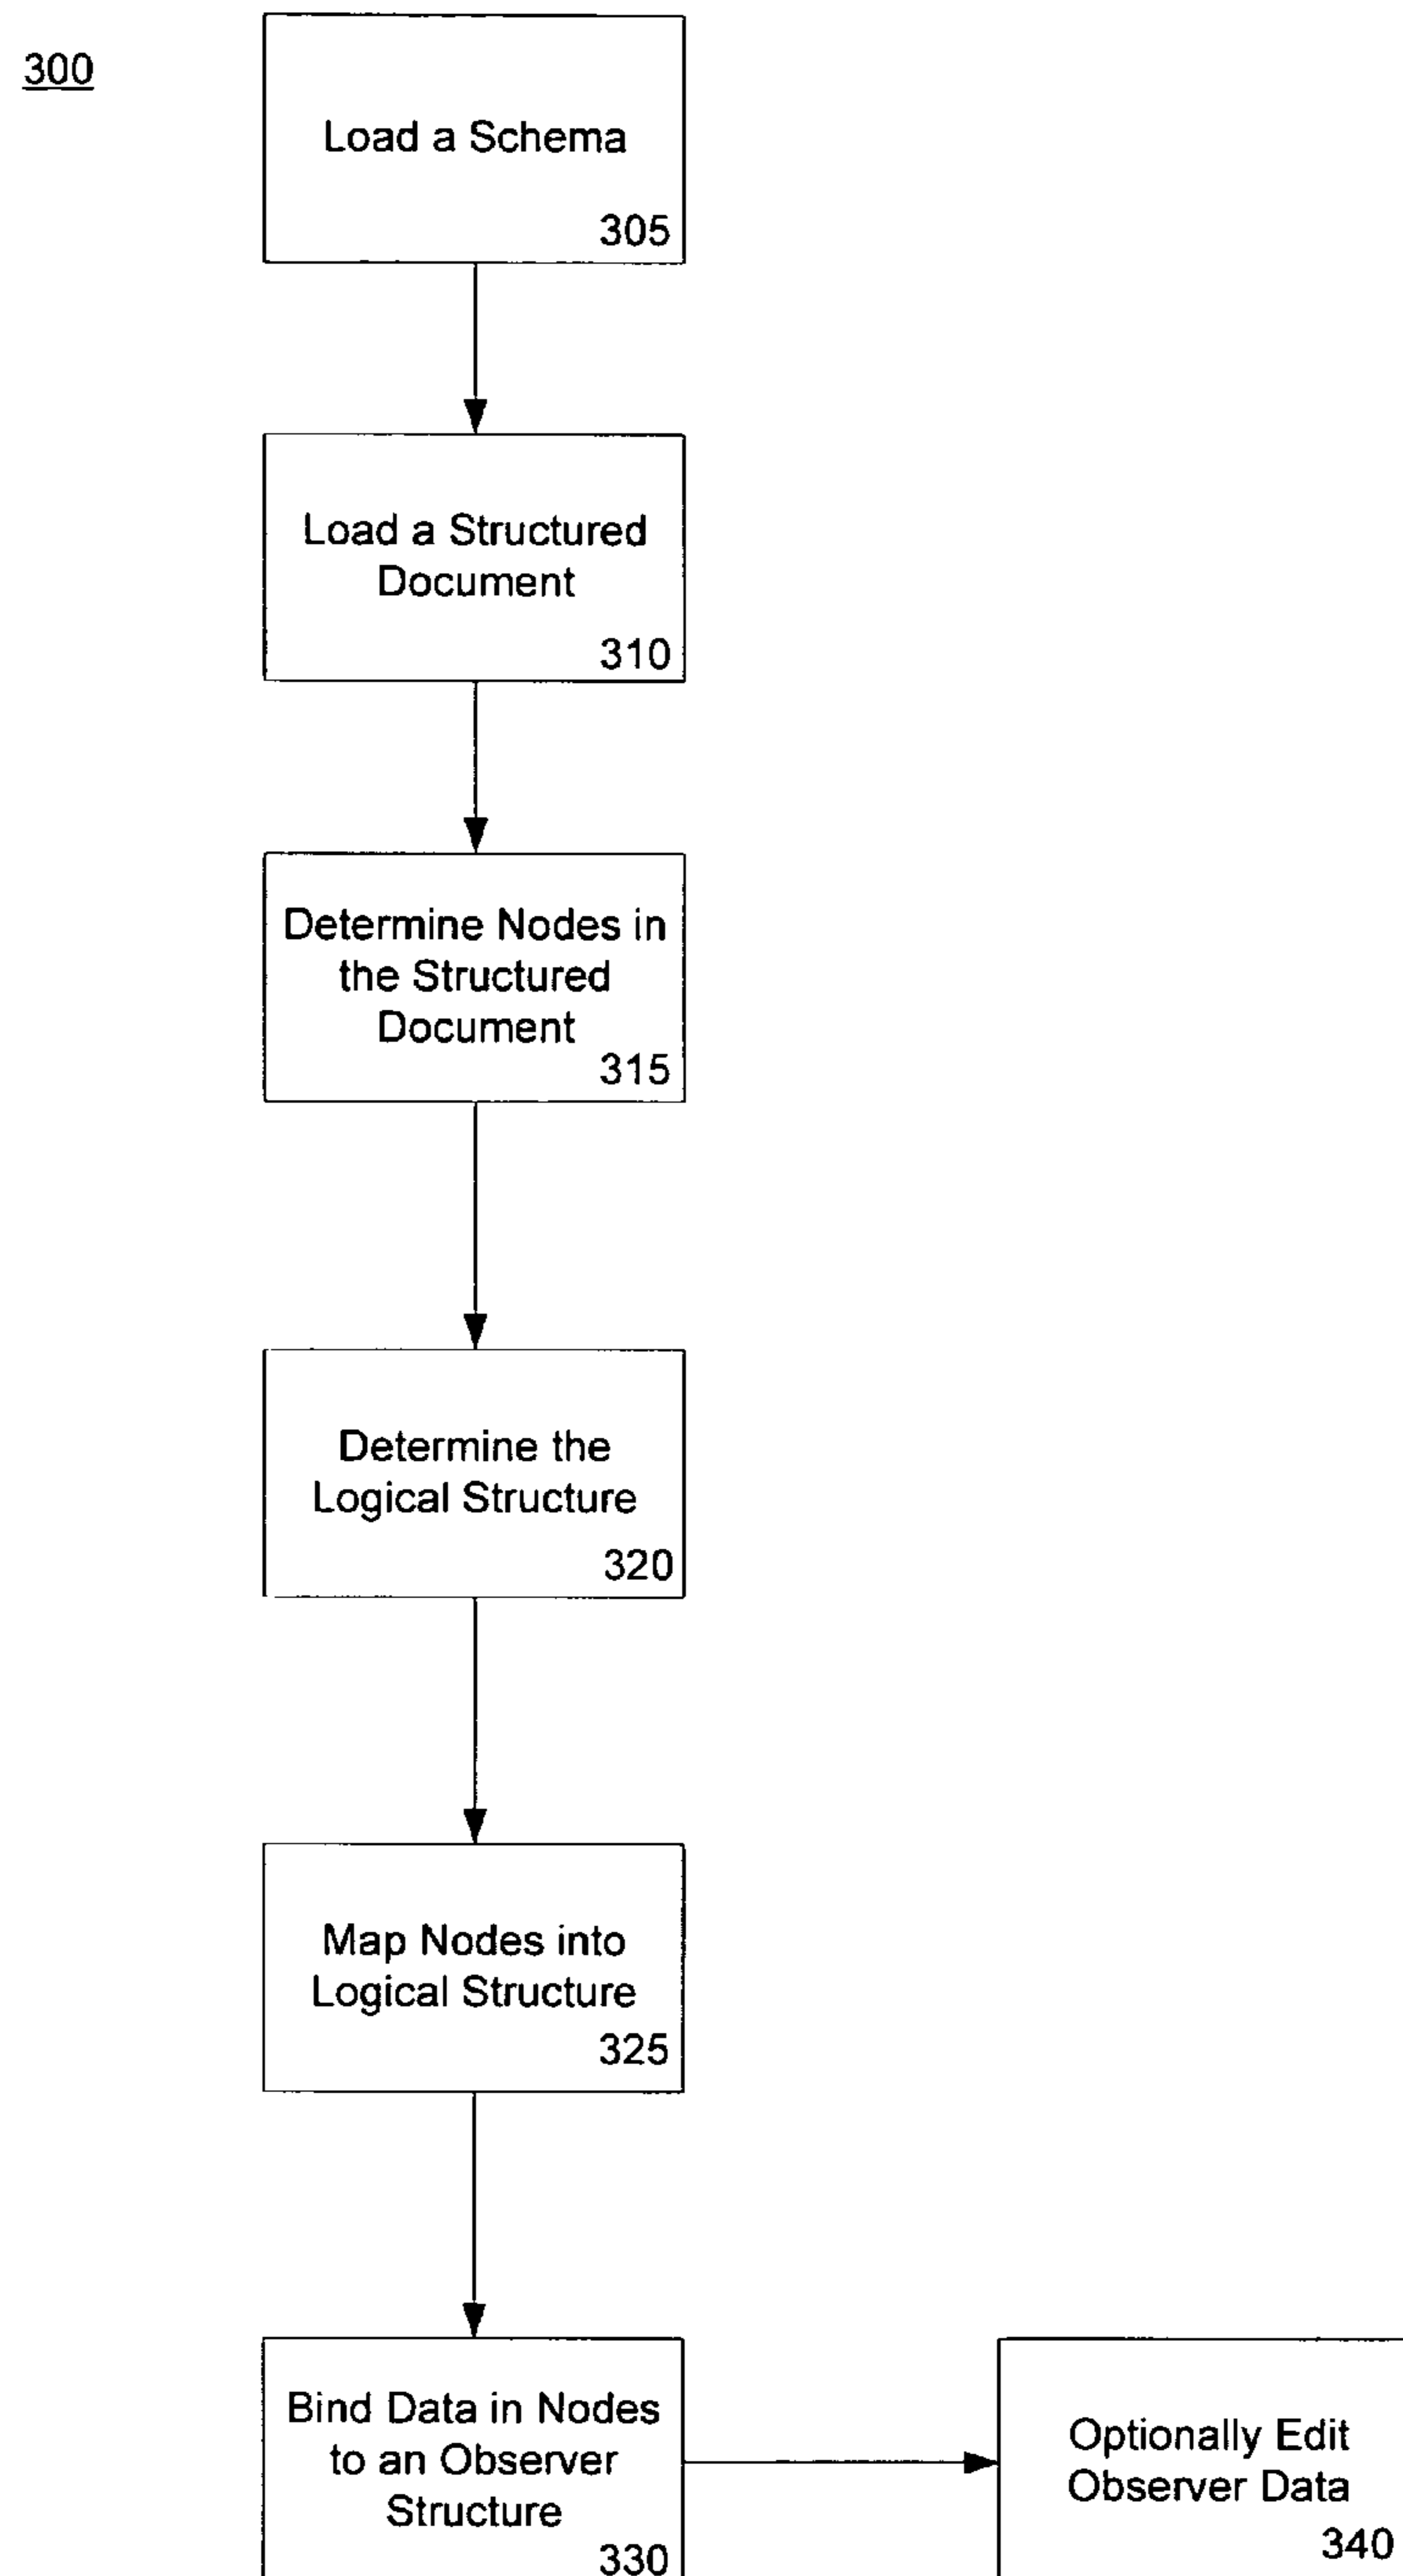 300
Load a Schema
305
Load a Structured
Document
310
Determine Nodes in
the Structured
Document
315
Determine the
Logical Structure
320
Map Nodes into
Logical Structure
325
Bind Data in Nodes
to an Observer
Structure
330
Optionally Edit
Observer Data
340